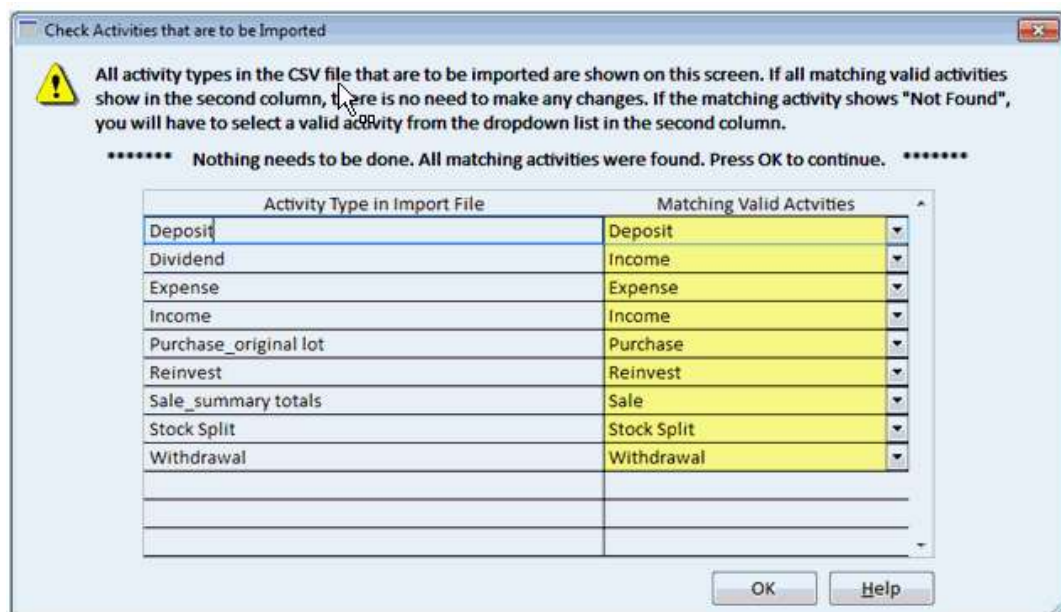 Check Activities that are to be Imported
All activity types in the CSV file that are to be imported are shown on this screen. If all matching valid activities
show in the second column, there is no need to make any changes. If the matching activity shows "Not Found",
you will have to select a valid activity from the dropdown list in the second column.
******* Nothing needs to be done. All matching activities were found. Press OK to continue. *******
Activity Type in Import File Matching Valid Actvities
Deposit Deposit
Dividend Income
Expense Expense
Income Income
Purchase_original lot Purchase
Reinvest Reinvest
Sale_summary totals Sale
Stock Split Stock Split
Withdrawal Withdrawal
OK Help